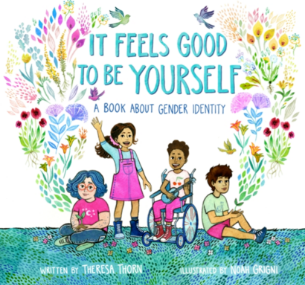 IT FEELS GOOD
TO BE YOURSELF
A BOOK ABOUT GENDER IDENTITY
WRITTEN BY THERESA THORN
ILLUSTRATED BY NOAH GRIGNI